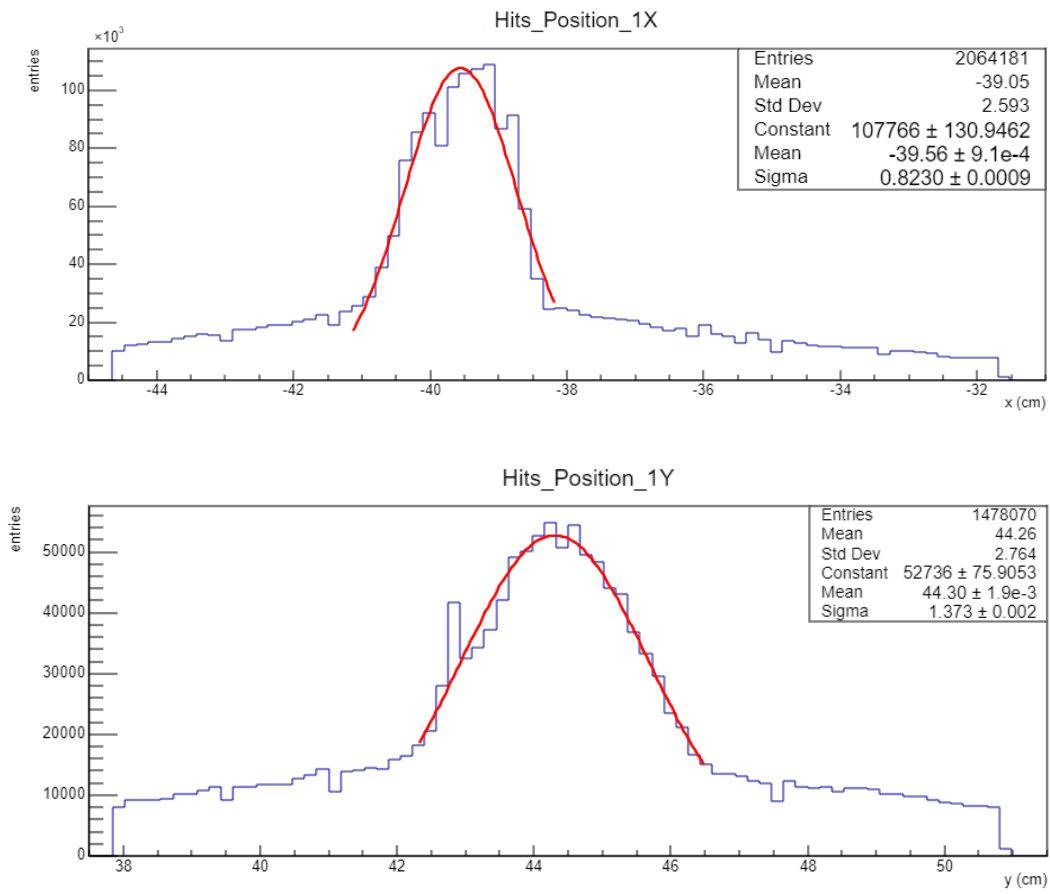 Hits_Position_1X
×10³
entries
Entries 2064181
Mean -39.05
Std Dev 2.593
Constant 107766 ± 130.9462
Mean -39.56 ± 9.1e-4
Sigma 0.8230 ± 0.0009
100
80
60
40
20
0
-44 -42 -40 -38 -36 -34 -32
x (cm)
Hits_Position_1Y
entries
Entries 1478070
Mean 44.26
Std Dev 2.764
Constant 52736 ± 75.9053
Mean 44.30 ± 1.9e-3
Sigma 1.373 ± 0.002
50000
40000
30000
20000
10000
0
38 40 42 44 46 48 50
y (cm)